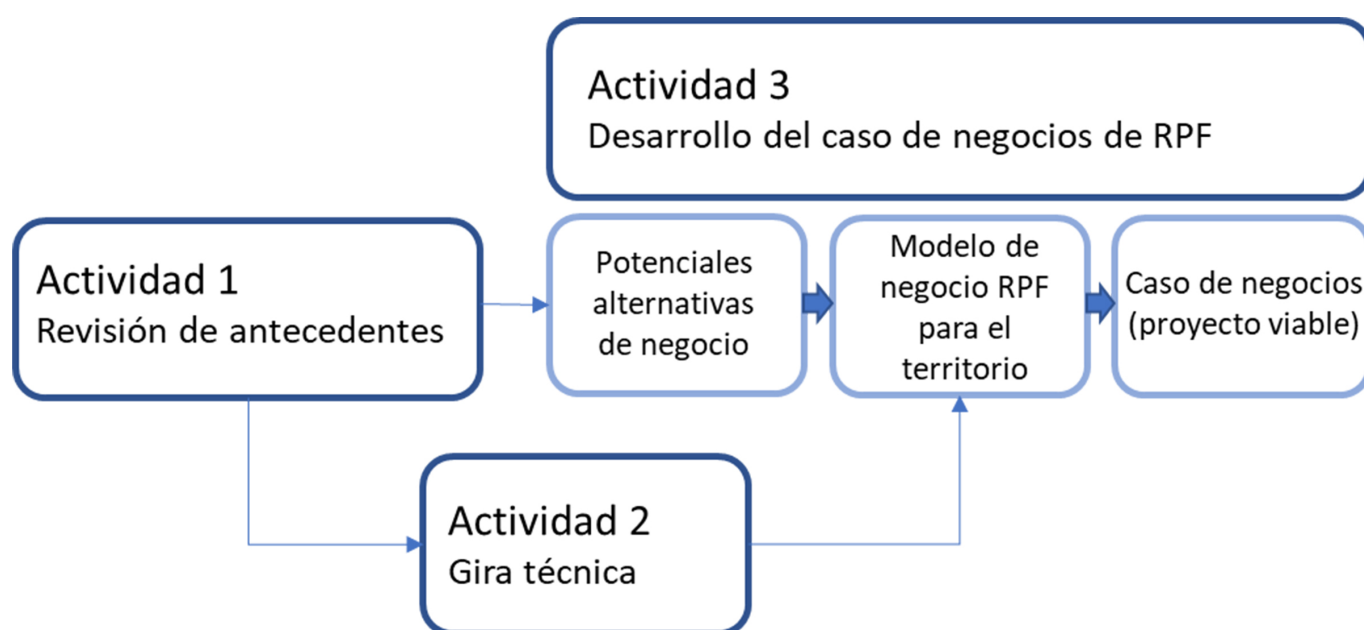 Actividad 3
Desarrollo del caso de negocios de RPF
Actividad 1
Revisión de antecedentes
Potenciales
alternativas
de negocio
Modelo de
negocio RPF
para el
territorio
Caso de negocios
(proyecto viable)
Actividad 2
Gira técnica